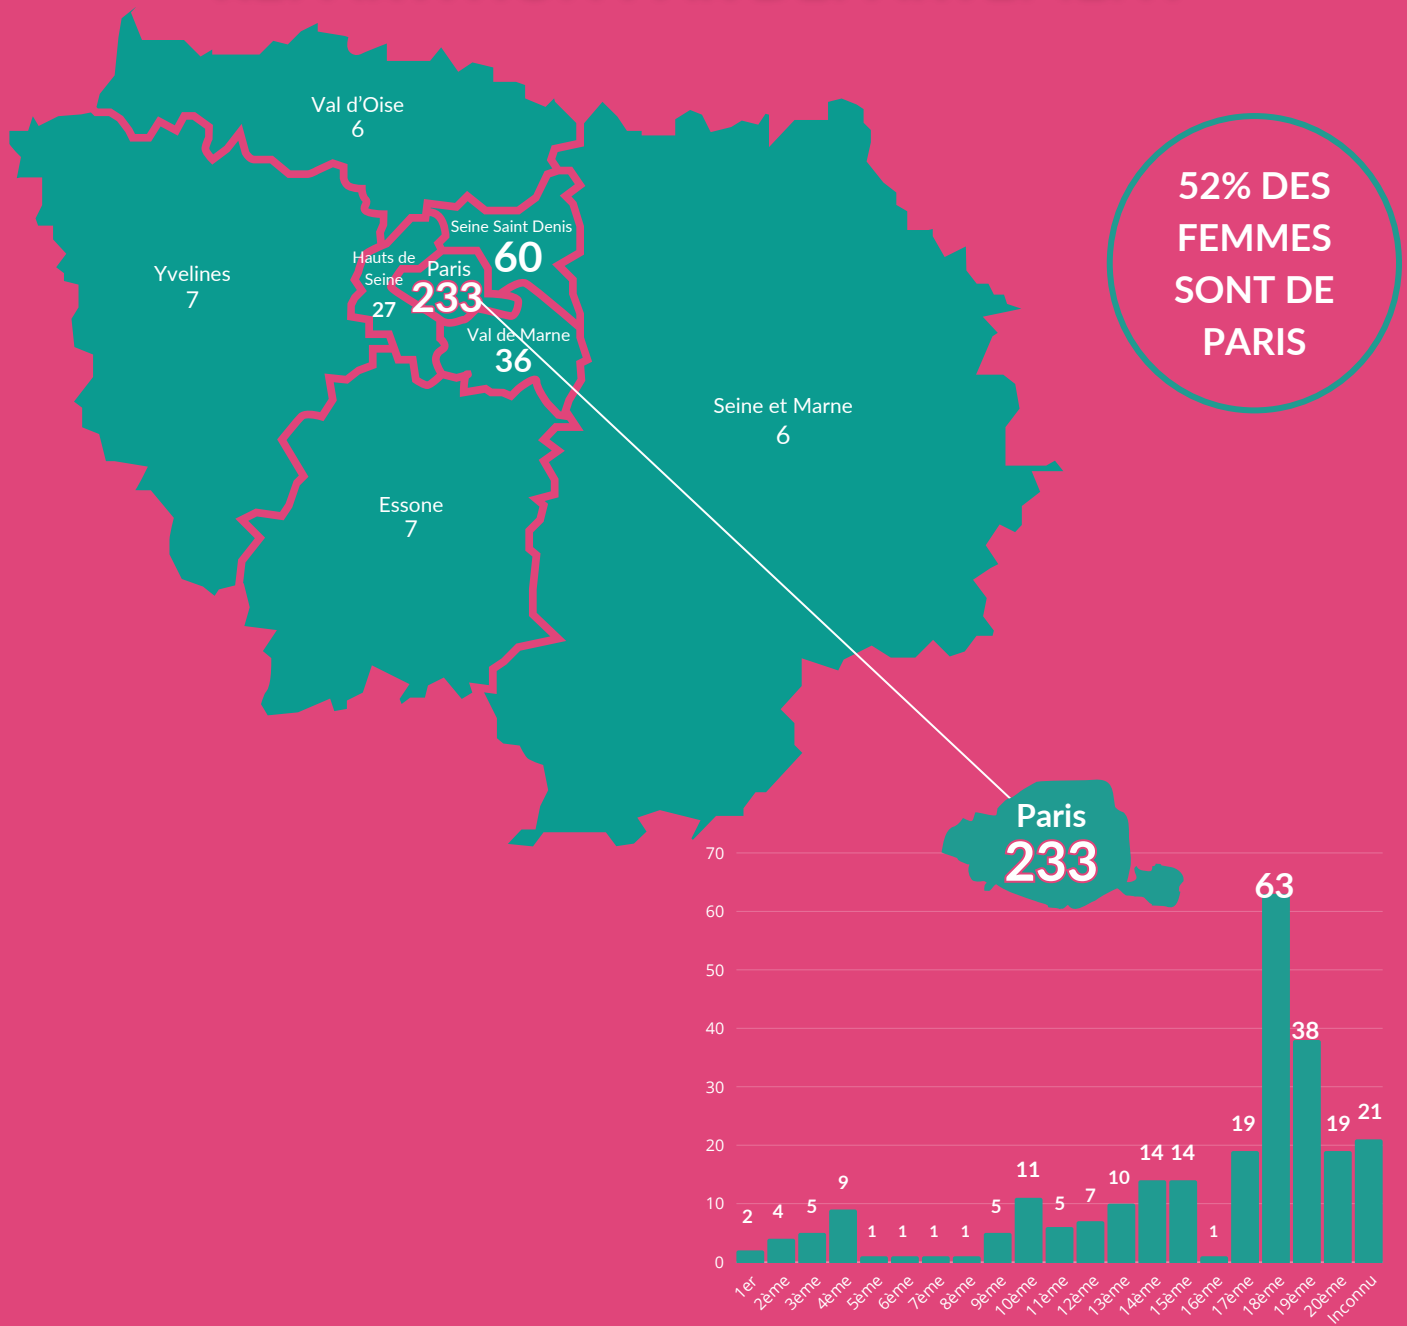 Val d’Oise
6
52% DES
FEMMES
SONT DE
PARIS
Seine Saint Denis
60
Hauts de
Seine
27
Paris
233
Yvelines
7
Val de Marne
36
Seine et Marne
6
Essone
7
Paris
233
70
60
50
40
30
20
10
0
2
4
5
9
1
1
1
1
5
11
5
7
10
14
14
1
19
63
38
19
21
1er
2ème
3ème
4ème
5ème
6ème
7ème
8ème
9ème
10ème
11ème
12ème
13ème
14ème
15ème
16ème
17ème
18ème
19ème
20ème
Inconnu